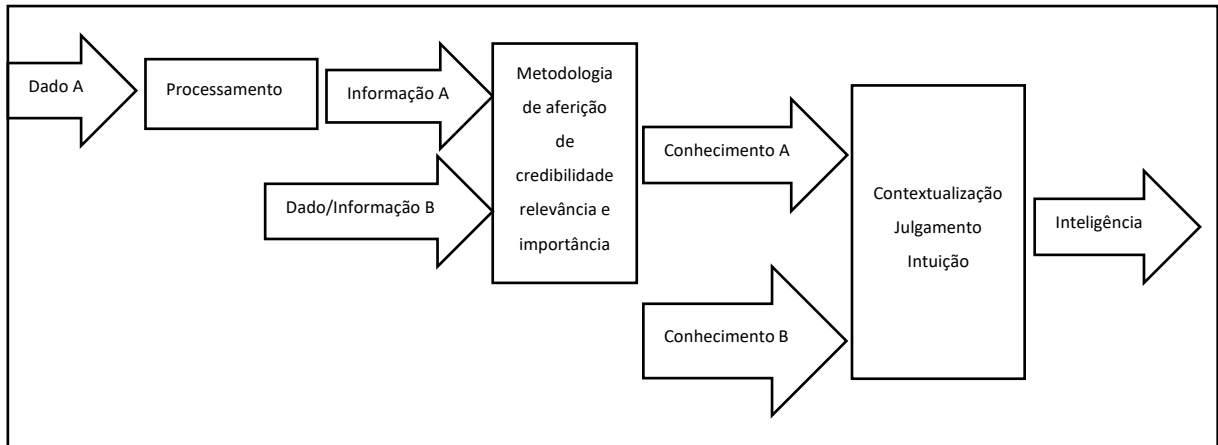 Dado A
Processamento
Informação A
Dado/Informação B
Metodologia
de aferição
de
credibilidade
relevância e
importância
Conhecimento A
Conhecimento B
Contextualização
Julgamento
Intuição
Inteligência